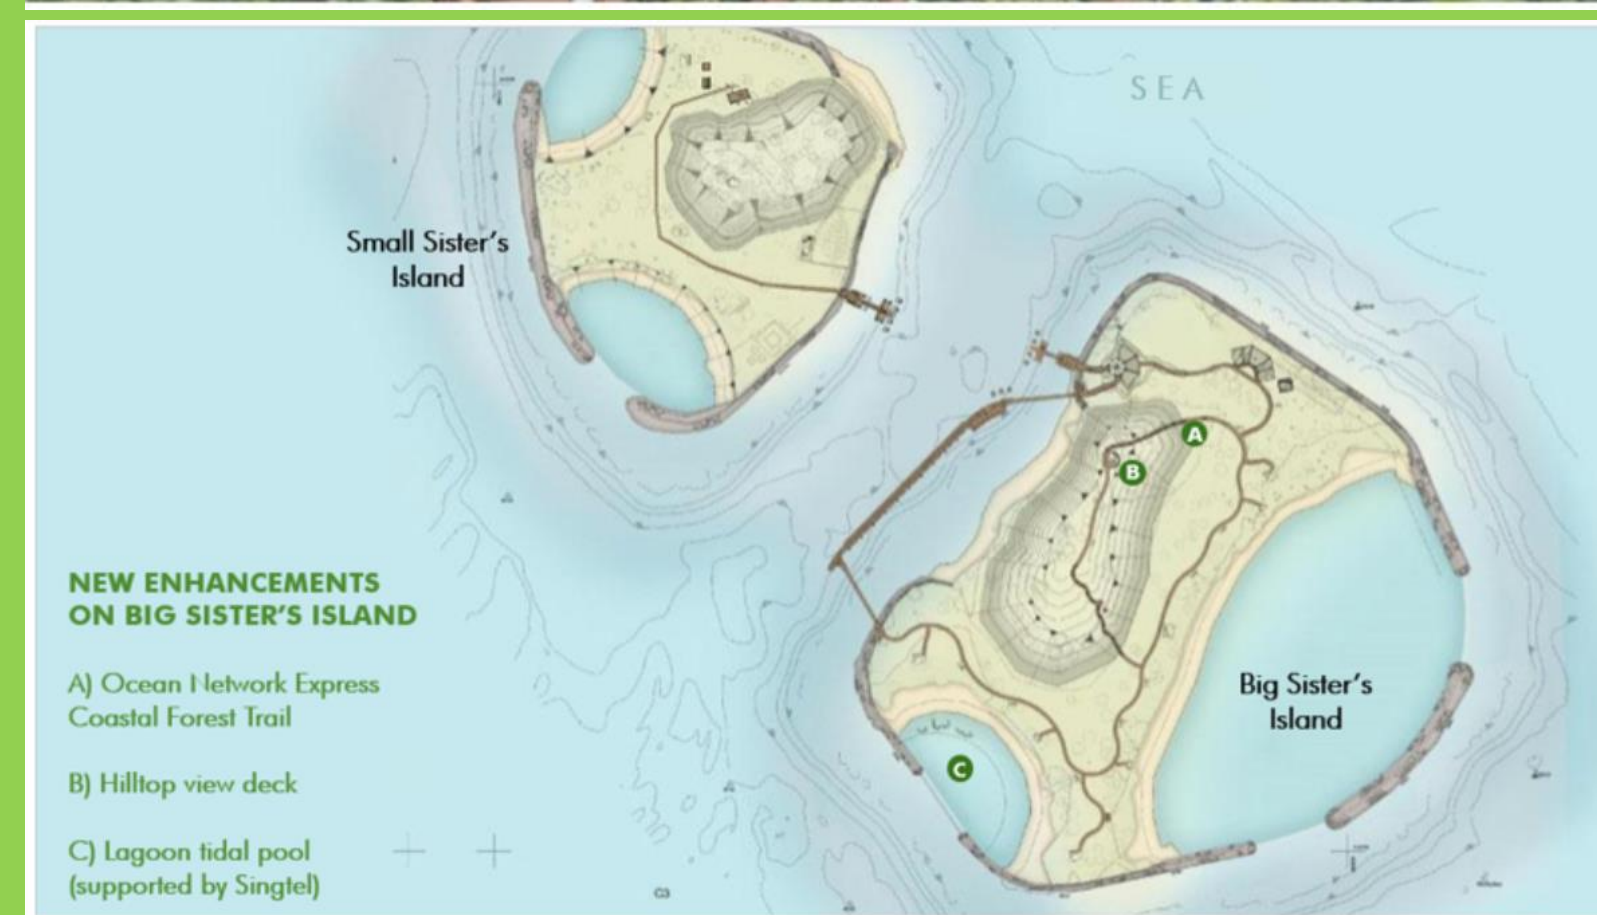 SEA
Small Sister's
Island
A
B
NEW ENHANCEMENTS
ON BIG SISTER'S ISLAND
A) Ocean Network Express
Coastal Forest Trail
B) Hilltop view deck
C) Lagoon tidal pool
(supported by Singtel)
Big Sister's
Island
C